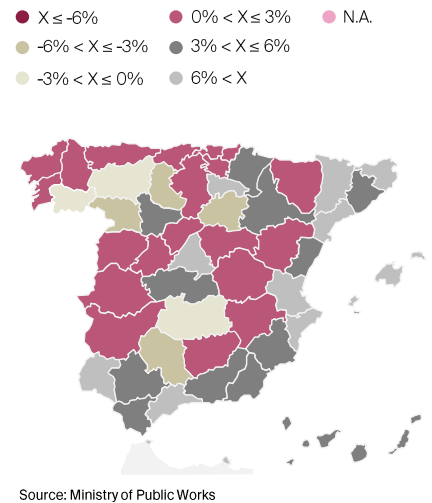 X ≤ -6%
0% < X ≤ 3%
N.A.
-6% < X ≤ -3%
3% < X ≤ 6%
-3% < X ≤ 0%
6% < X
Source: Ministry of Public Works